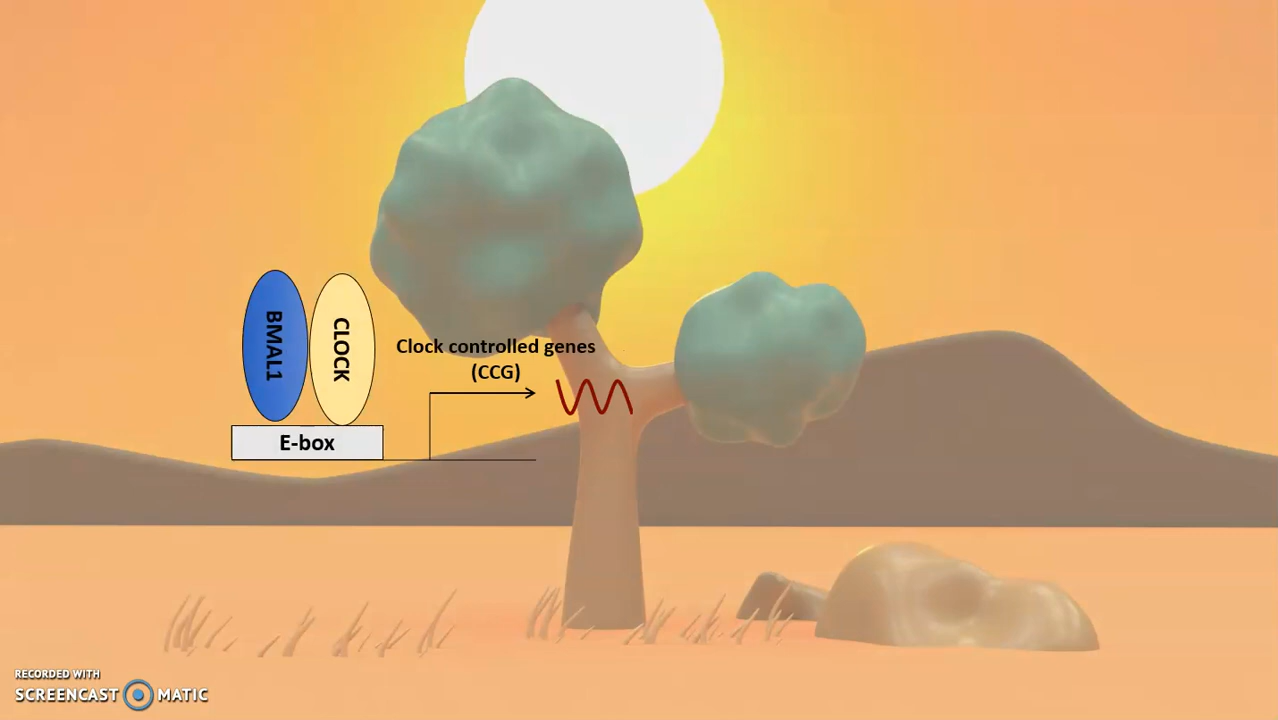 BMAL1
CLOCK
Clock controlled genes
(CCG)
E-box
RECORDED WITH
SCREENCAST MATIC